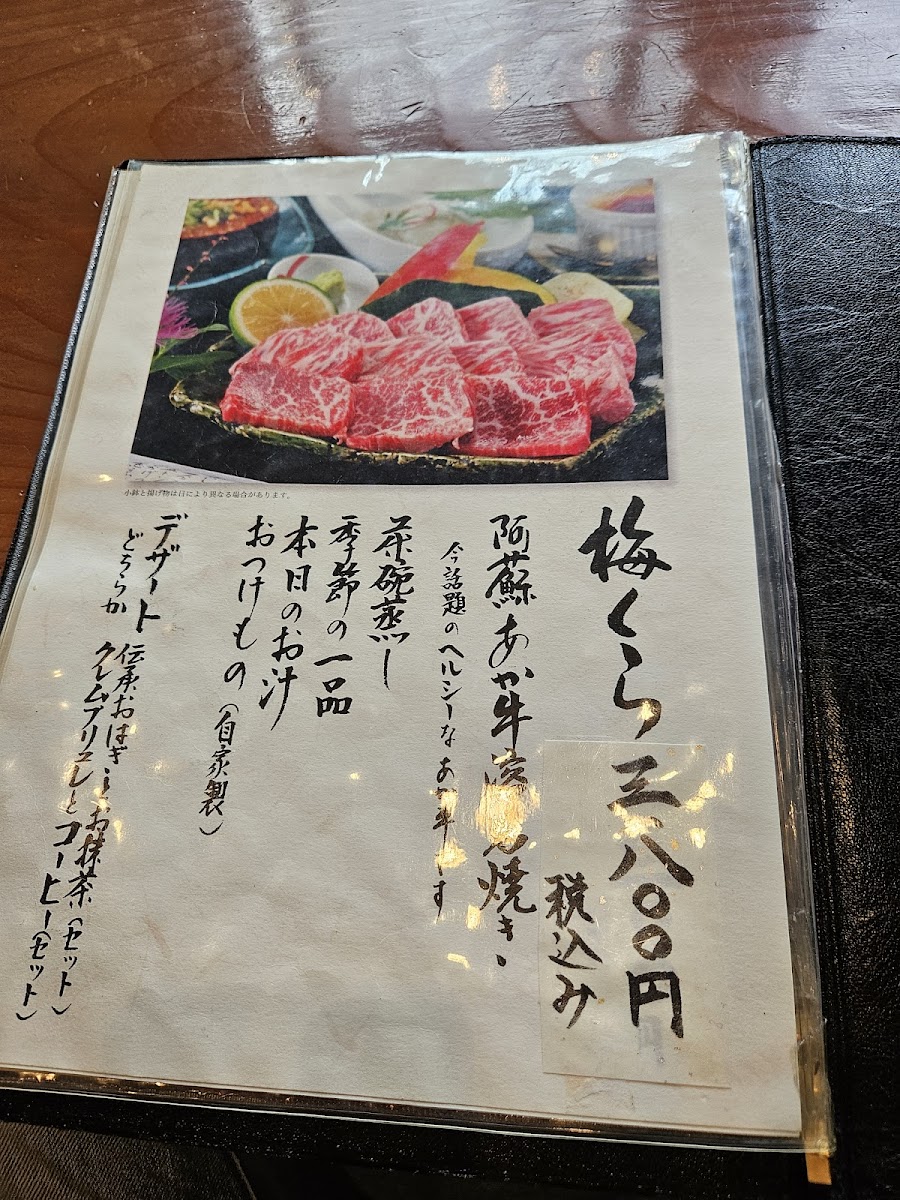 小鉢と揚げ物は日により異なる場合があります。
梅くら 三、八〇〇円
税込み
阿蘇あか牛溶岩焼き、
今話題のヘルシーなあか牛です
茶碗蒸し
季節の一品
本日のお汁
おつけもの(自家製)
デザート
どちらか
伝承おはぎとお抹茶(セット)
クレムブリュレとコーヒー(セット)